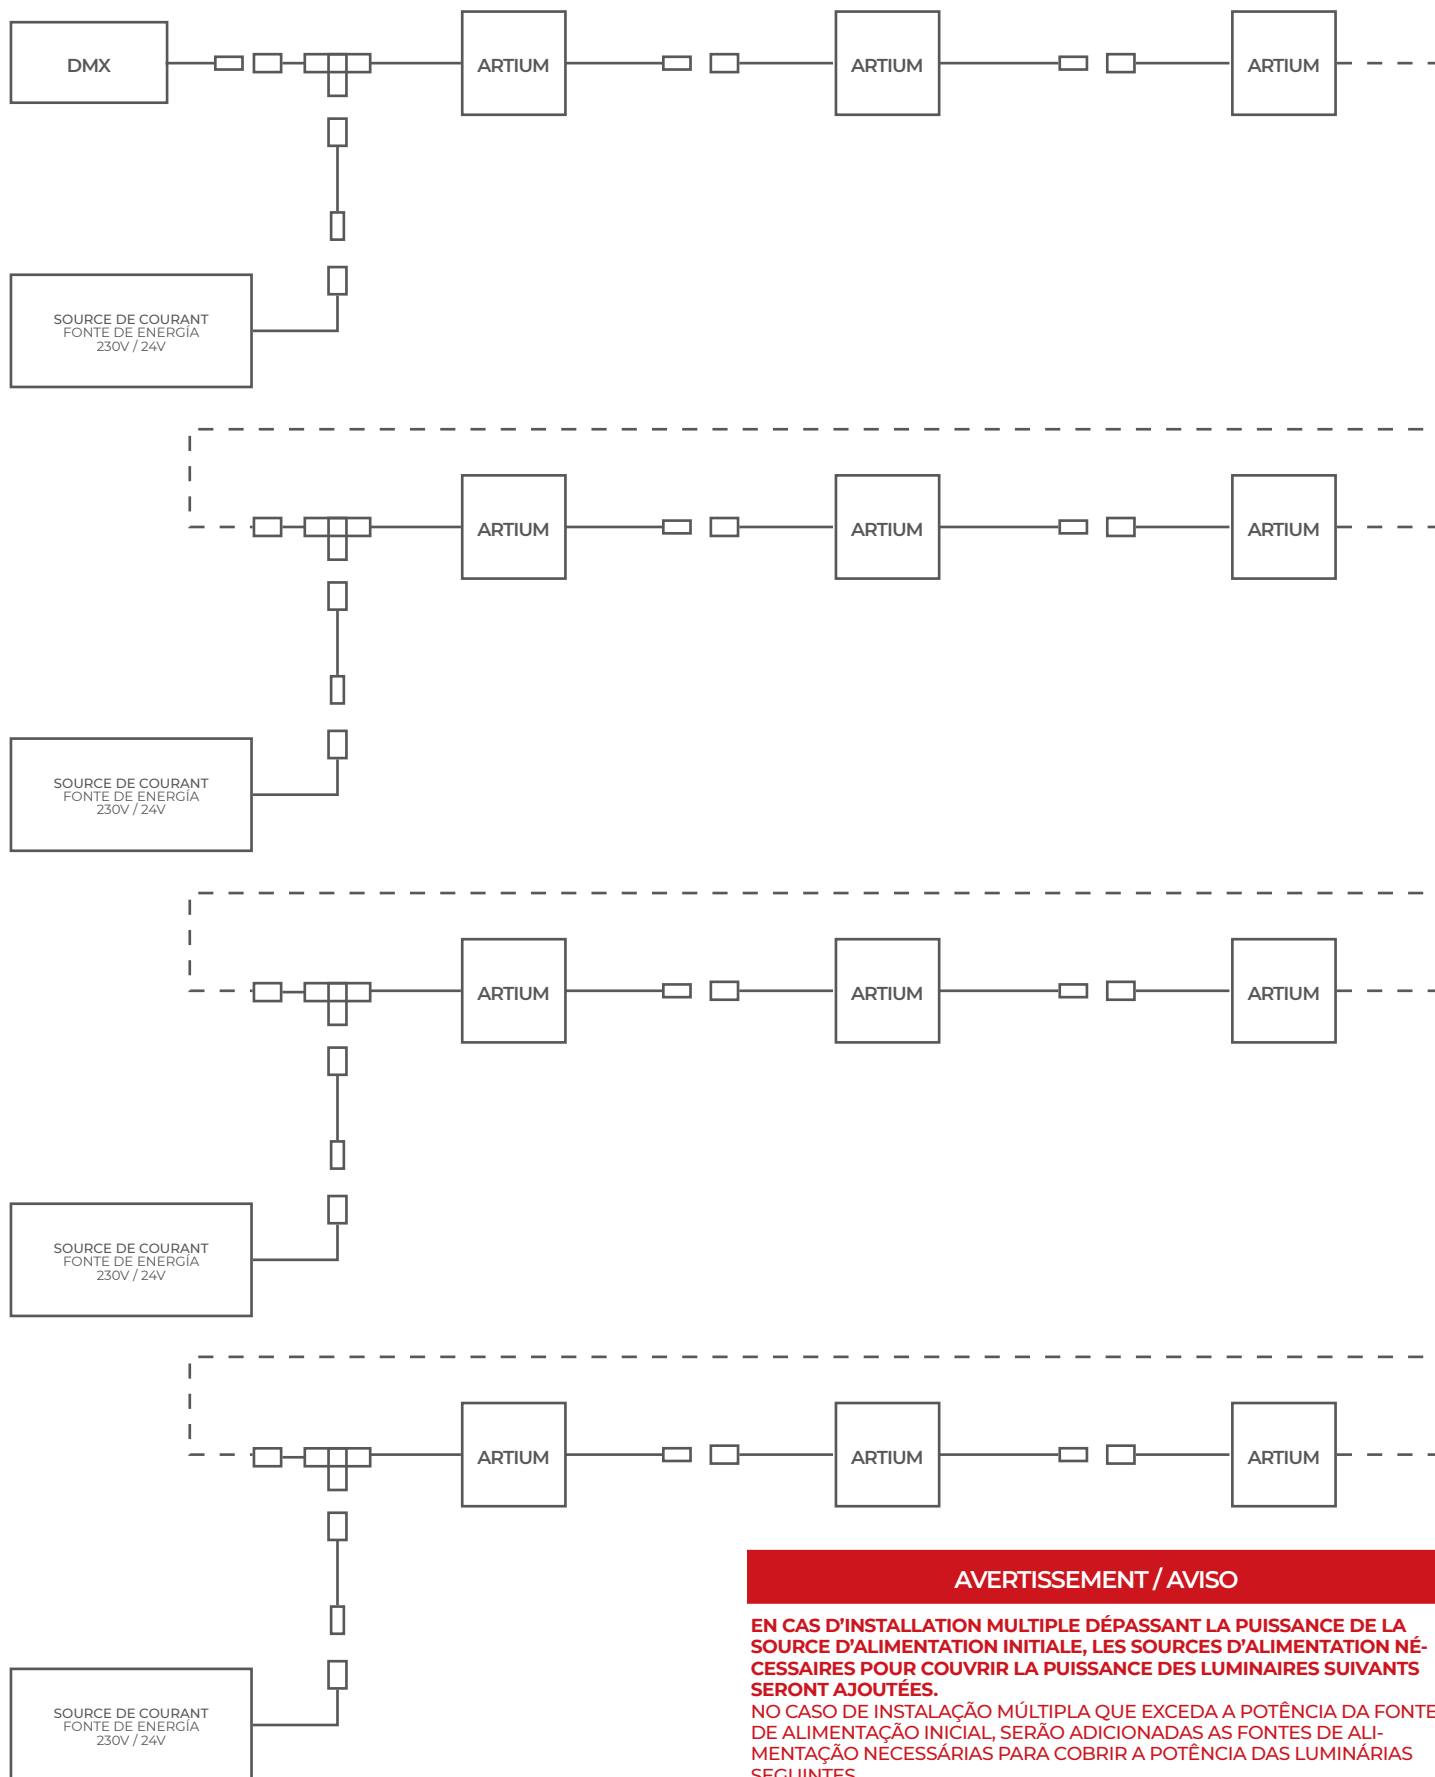 DMX
ARTIUM
ARTIUM
ARTIUM
SOURCE DE COURANT
FONTE DE ENERGÍA
230V / 24V
ARTIUM
ARTIUM
ARTIUM
SOURCE DE COURANT
FONTE DE ENERGÍA
230V / 24V
ARTIUM
ARTIUM
ARTIUM
SOURCE DE COURANT
FONTE DE ENERGÍA
230V / 24V
ARTIUM
ARTIUM
ARTIUM
SOURCE DE COURANT
FONTE DE ENERGÍA
230V / 24V
AVERTISSEMENT / AVISO
EN CAS D’INSTALLATION MULTIPLE DÉPASSANT LA PUISSANCE DE LA
SOURCE D’ALIMENTATION INITIALE, LES SOURCES D’ALIMENTATION NÉ-
CESSAIRES POUR COUVRIR LA PUISSANCE DES LUMINAIRES SUIVANTS
SERONT AJOUTÉES.
NO CASO DE INSTALAÇÃO MÚLTIPLA QUE EXCEDA A POTÊNCIA DA FONTE
DE ALIMENTAÇÃO INICIAL, SERÃO ADICIONADAS AS FONTES DE ALI-
MENTAÇÃO NECESSÁRIAS PARA COBRIR A POTÊNCIA DAS LUMINÁRIAS
SEGUINTES